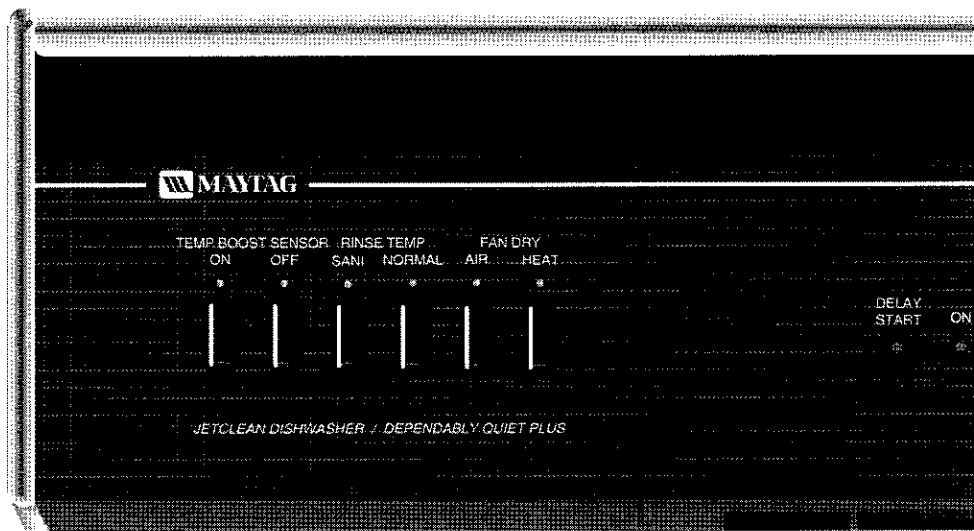 MAYTAG
TEMP BOOST SENSOR RINSE TEMP FAN DRY
ON OFF SANI NORMAL AIR HEAT
DELAY
START ON
JETCLEAN DISHWASHER / DEPENDABLY QUIET PLUS